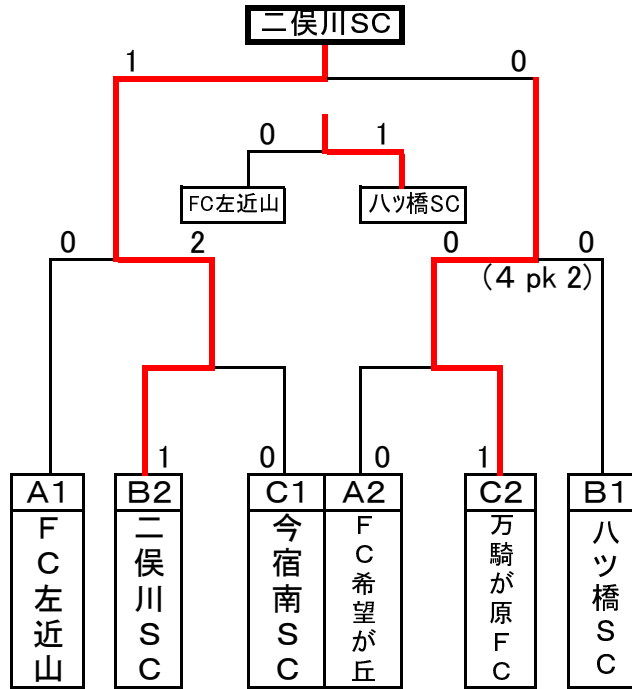 二俣川SC
1
0
0
1
FC左近山
八ツ橋SC
0
2
0
0
(4 pk 2)
1
0
0
1
A1
B2
C1
A2
C2
B1
FC左近山
二俣川SC
今宿南SC
FC希望が丘
万騎が原FC
八ツ橋SC